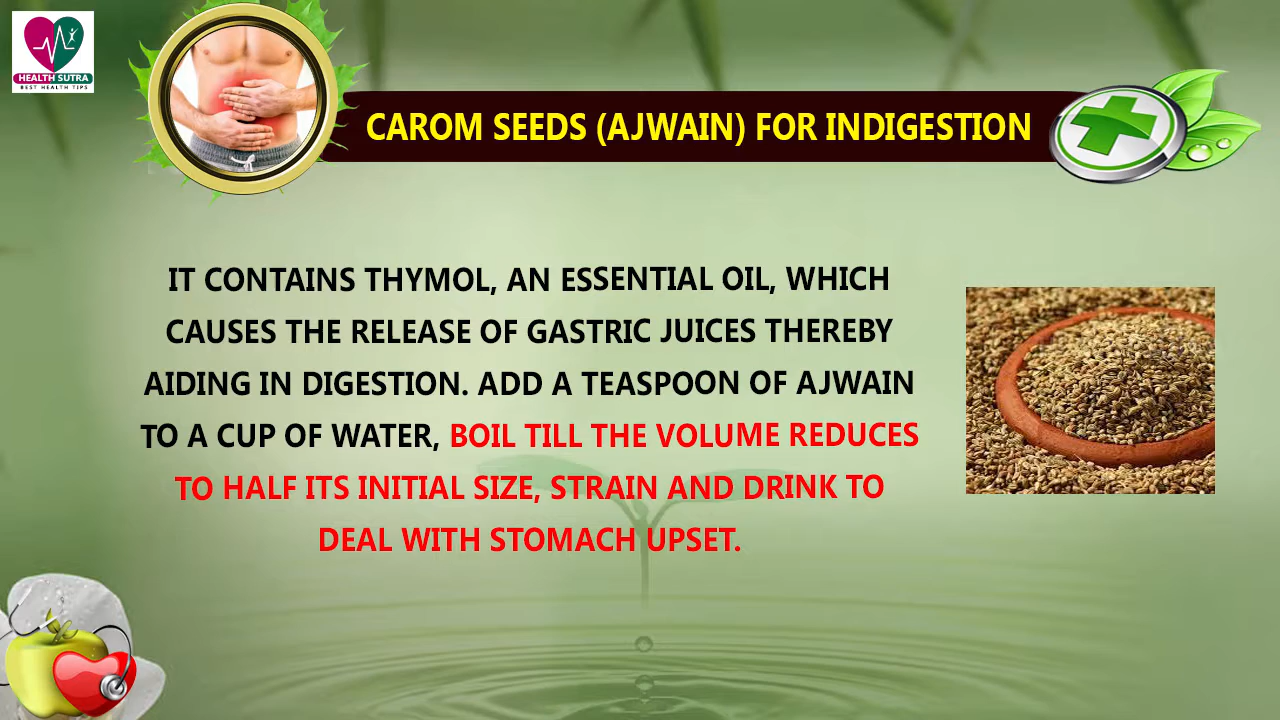 HEALTH SUTRA
BEST HEALTH TIPS
CAROM SEEDS (AJWAIN) FOR INDIGESTION
IT CONTAINS THYMOL, AN ESSENTIAL OIL, WHICH
CAUSES THE RELEASE OF GASTRIC JUICES THEREBY
AIDING IN DIGESTION. ADD A TEASPOON OF AJWAIN
TO A CUP OF WATER, BOIL TILL THE VOLUME REDUCES
TO HALF ITS INITIAL SIZE, STRAIN AND DRINK TO
DEAL WITH STOMACH UPSET.